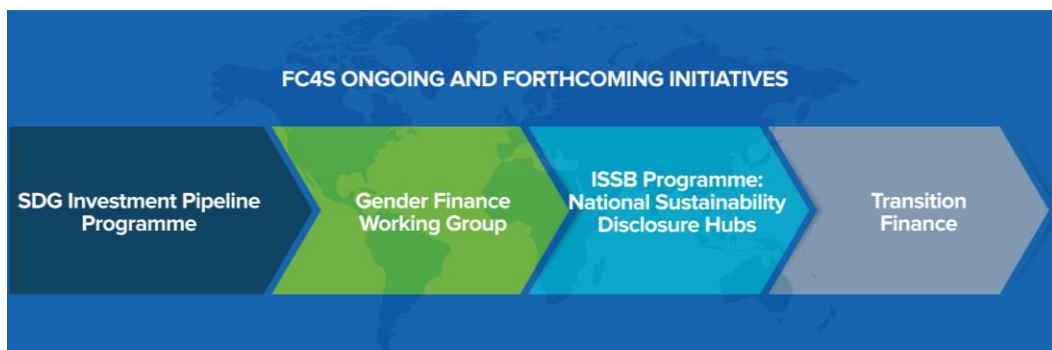 FC4S ONGOING AND FORTHCOMING INITIATIVES
SDG Investment Pipeline
Programme
Gender Finance
Working Group
ISSB Programme:
National Sustainability
Disclosure Hubs
Transition
Finance